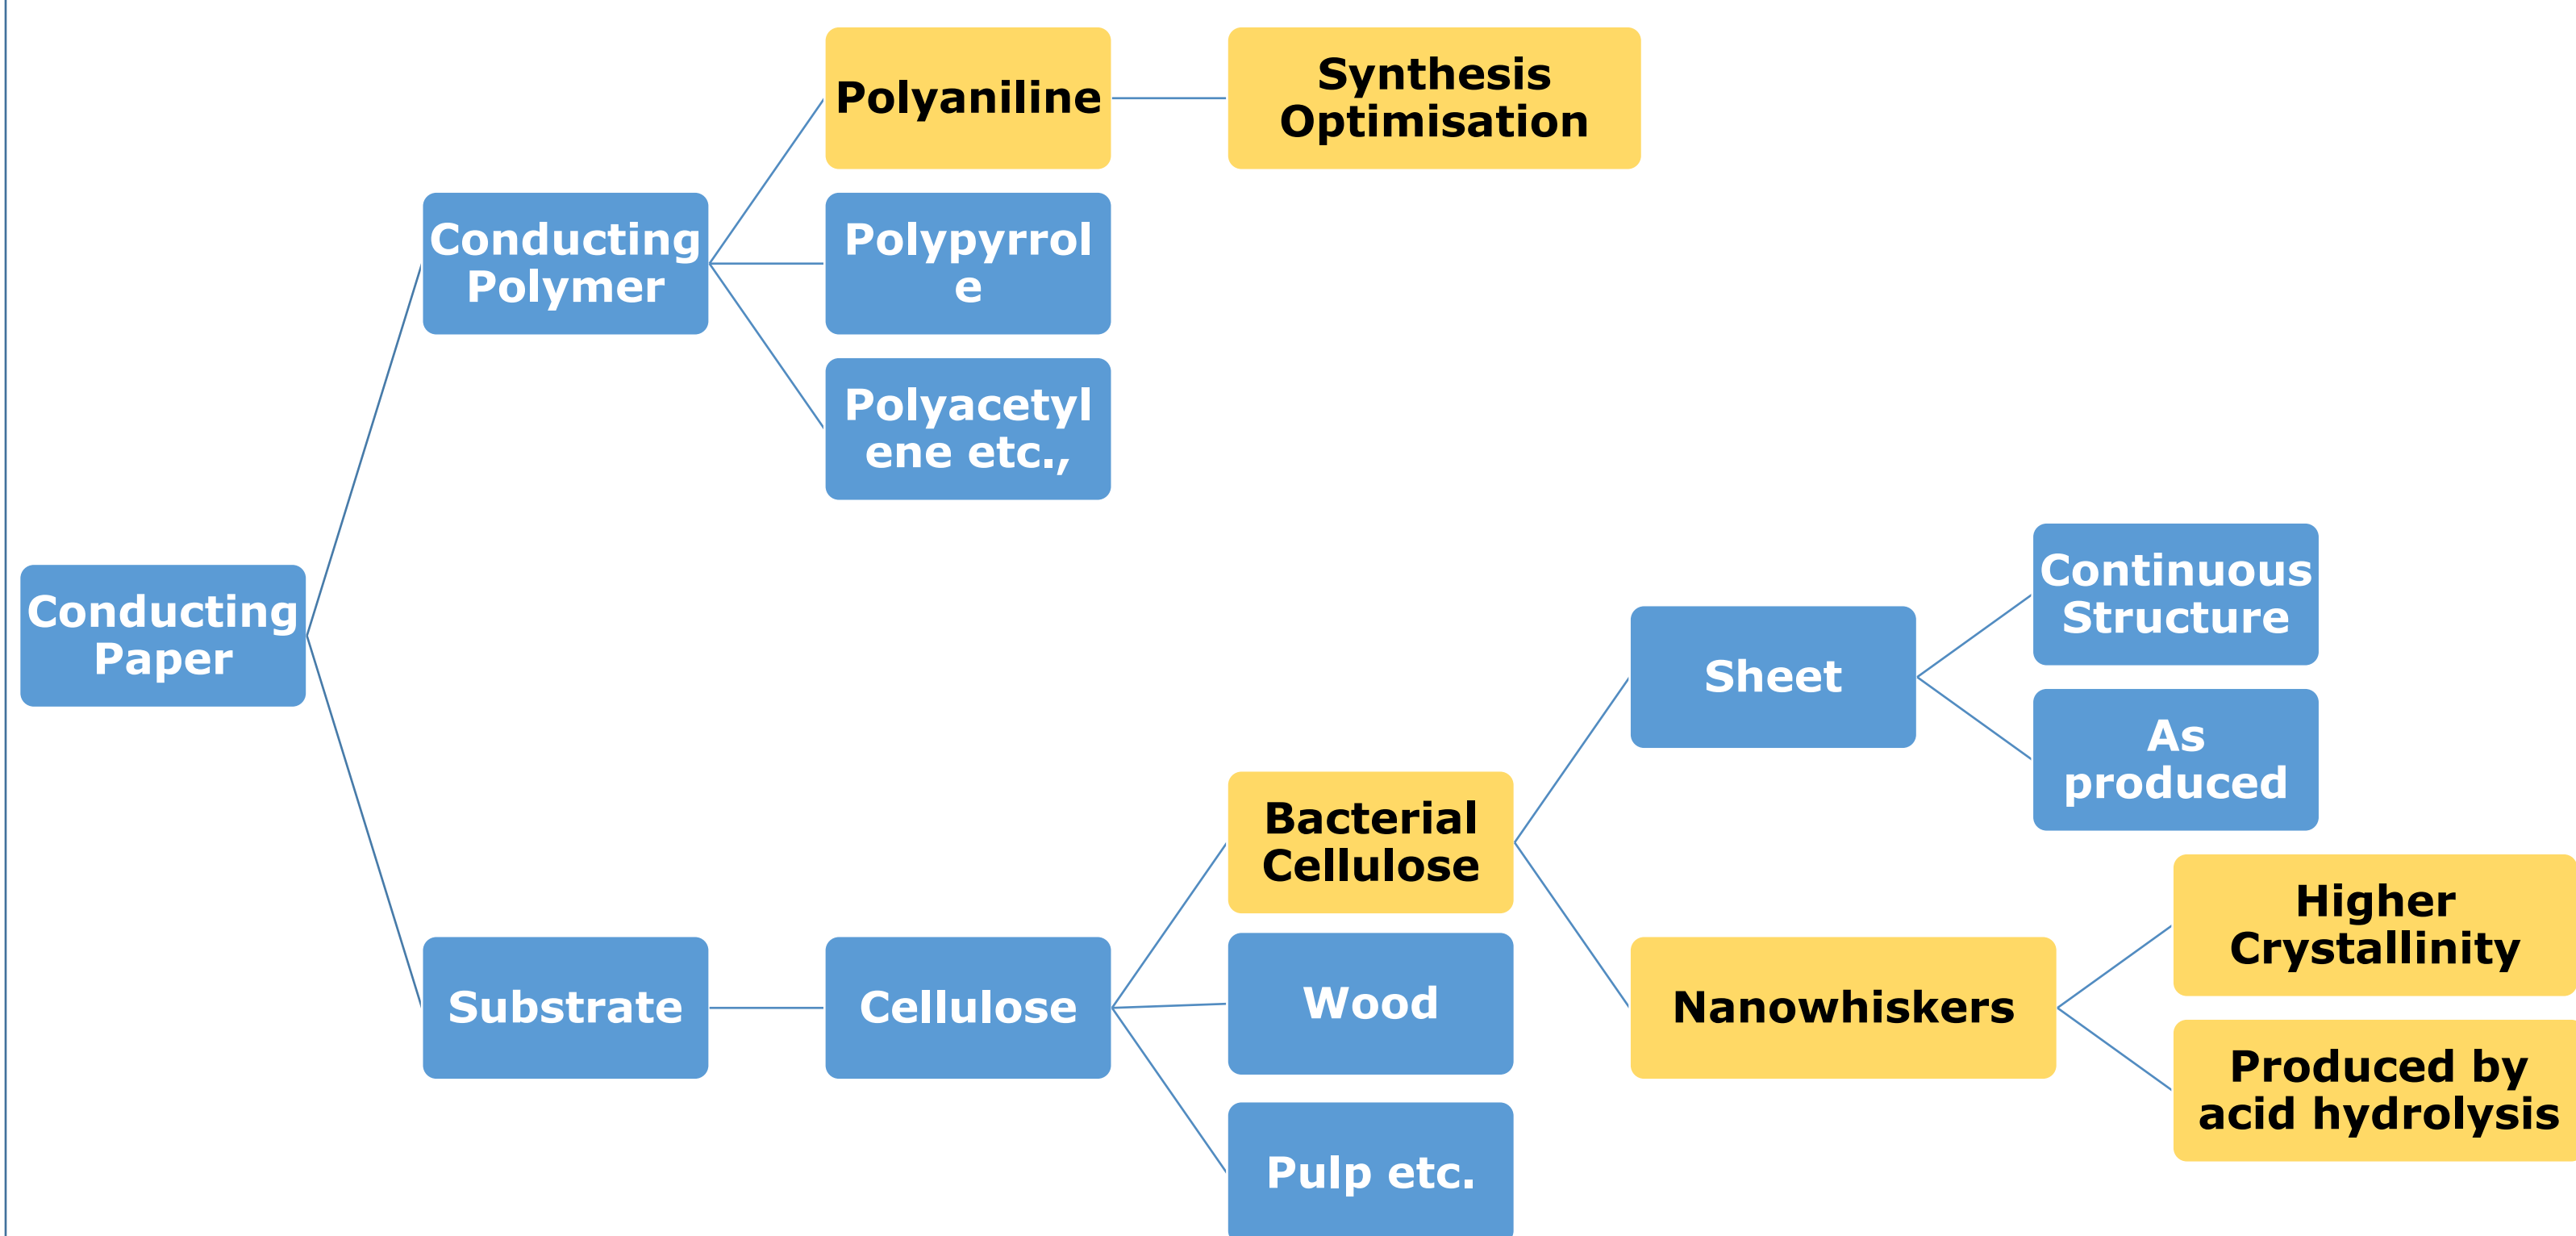 Polyaniline
Synthesis
Optimisation
Conducting
Polymer
Polypyrrol
e
Polyacetyl
ene etc.,
Conducting
Paper
Continuous
Structure
Sheet
As
produced
Bacterial
Cellulose
Higher
Crystallinity
Substrate
Cellulose
Wood
Nanowhiskers
Produced by
acid hydrolysis
Pulp etc.